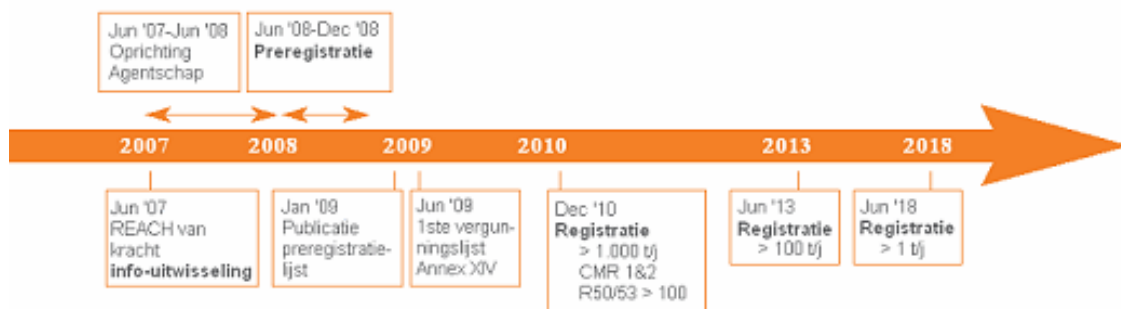 Jun '07-Jun '08
Oprichting
Agentschap
Jun '08-Dec '08
Preregistratie
2007 2008 2009 2010 2013 2018
Jun '07
REACH van
kracht
info-uitwisseling
Jan '09
Publicatie
preregistratie-
lijst
Jun '09
1ste vergun-
ningslijst
Annex XIV
Dec '10
Registratie
> 1.000 t/j
CMR 1&2
R50/53 > 100
Jun '13
Registratie
> 100 t/j
Jun '18
Registratie
> 1 t/j